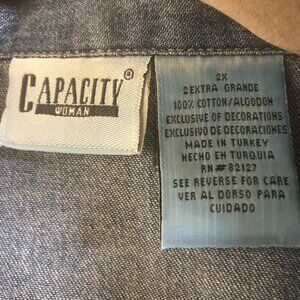 CAPACITY®
WOMAN
2X
2EXTRA GRANDE
100% COTTON/ALGODON
EXCLUSIVE OF DECORATIONS
EXCLUSIVO DE DECORACIONES
MADE IN TURKEY
HECHO EN TURQUIA
RN# 82127
SEE REVERSE FOR CARE
VER AL DORSO PARA
CUIDADO